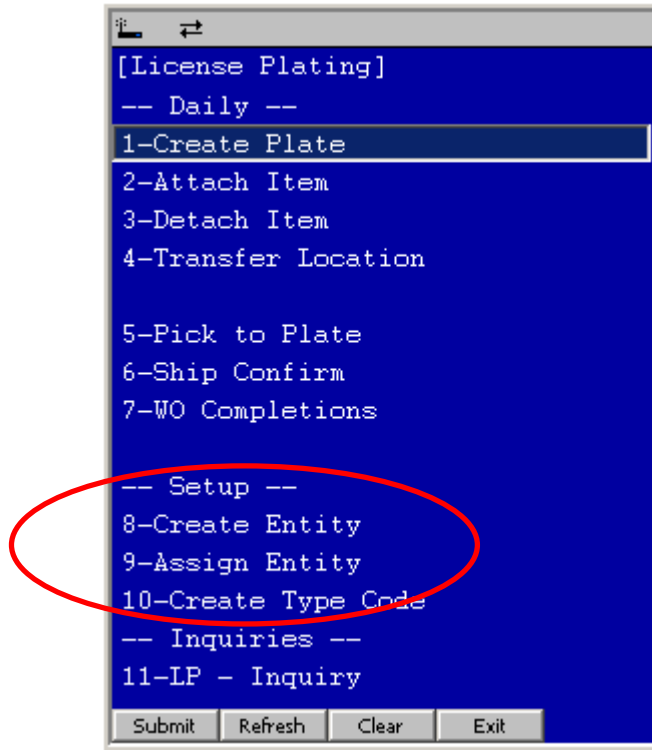 [License Plating]
-- Daily --
1-Create Plate
2-Attach Item
3-Detach Item
4-Transfer Location
5-Pick to Plate
6-Ship Confirm
7-WO Completions
-- Setup --
8-Create Entity
9-Assign Entity
10-Create Type Code
-- Inquiries --
11-LP - Inquiry
Submit Refresh Clear Exit